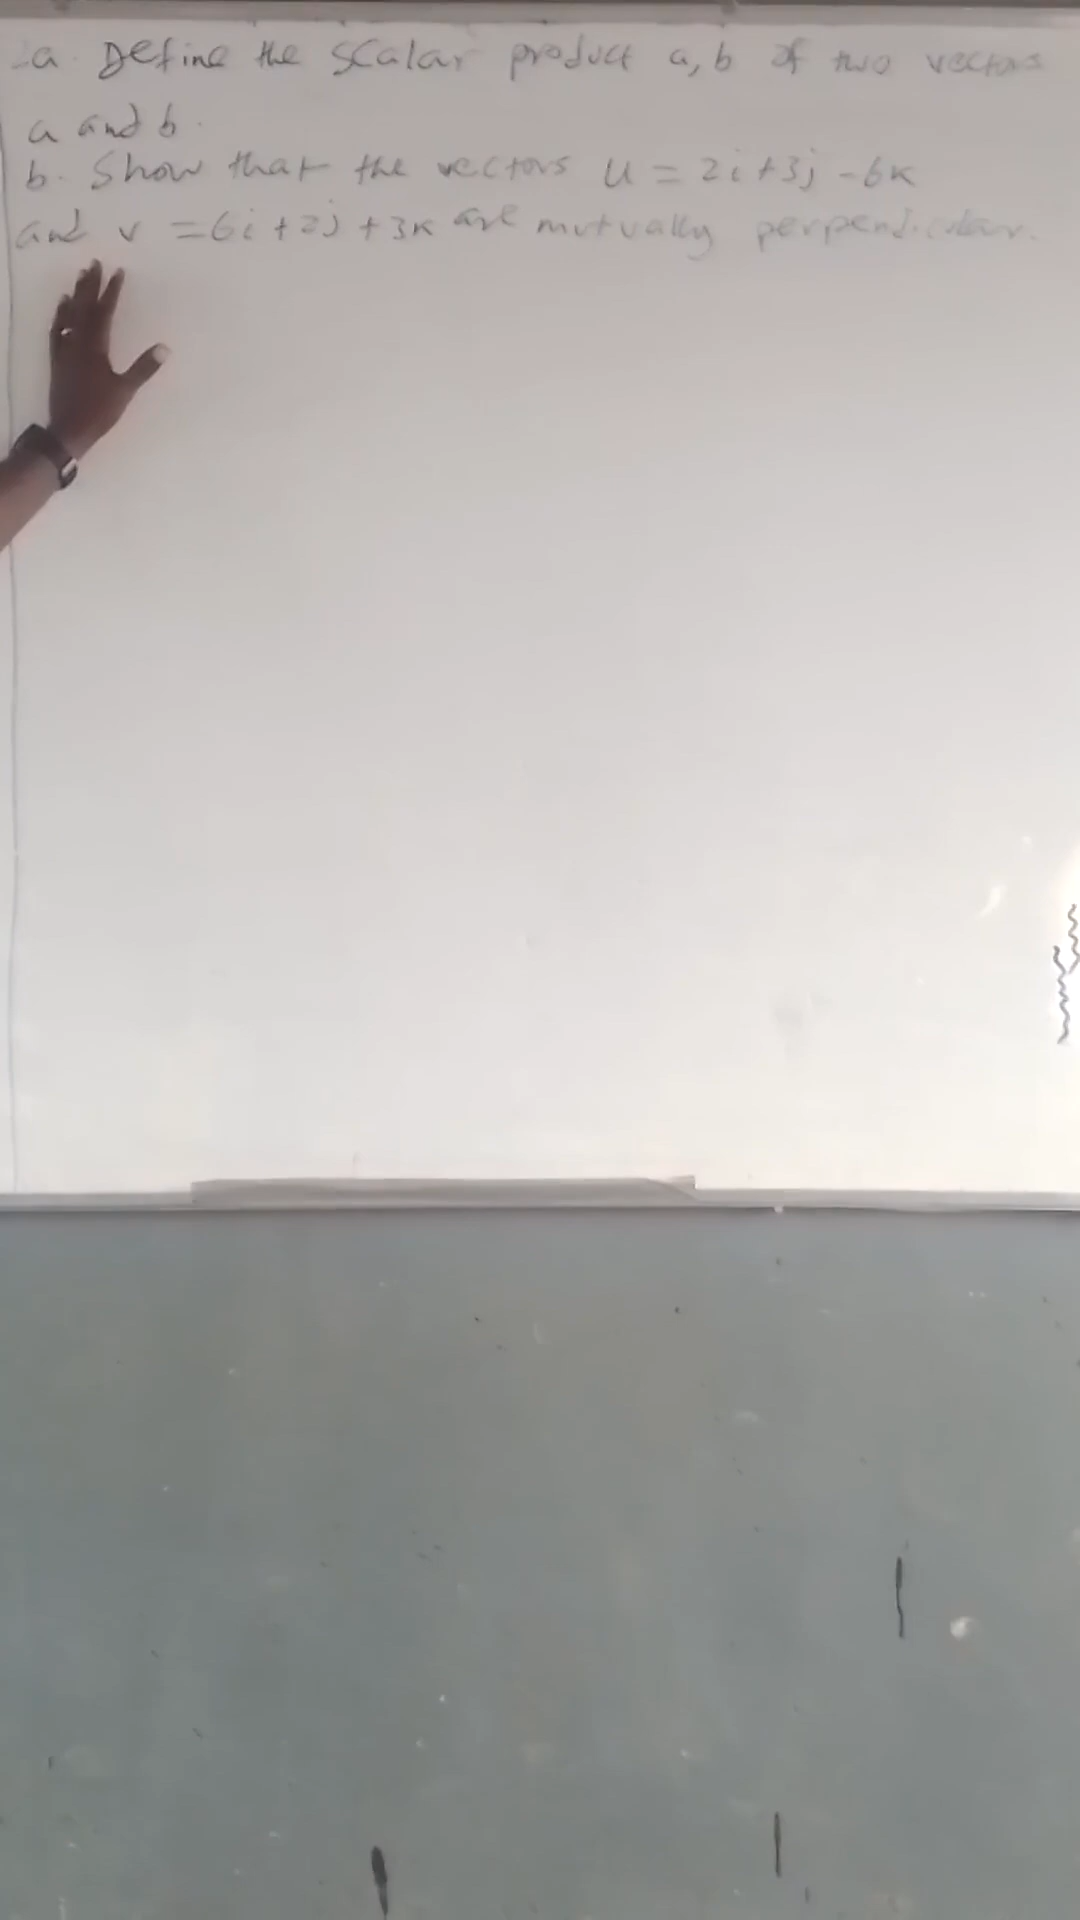 a. Define the scalar product a, b of two vectors
a and b.
b. Show that the vectors u = 2i + 3j - 6k
and v = 6i + 2j + 3k are mutually perpendicular.